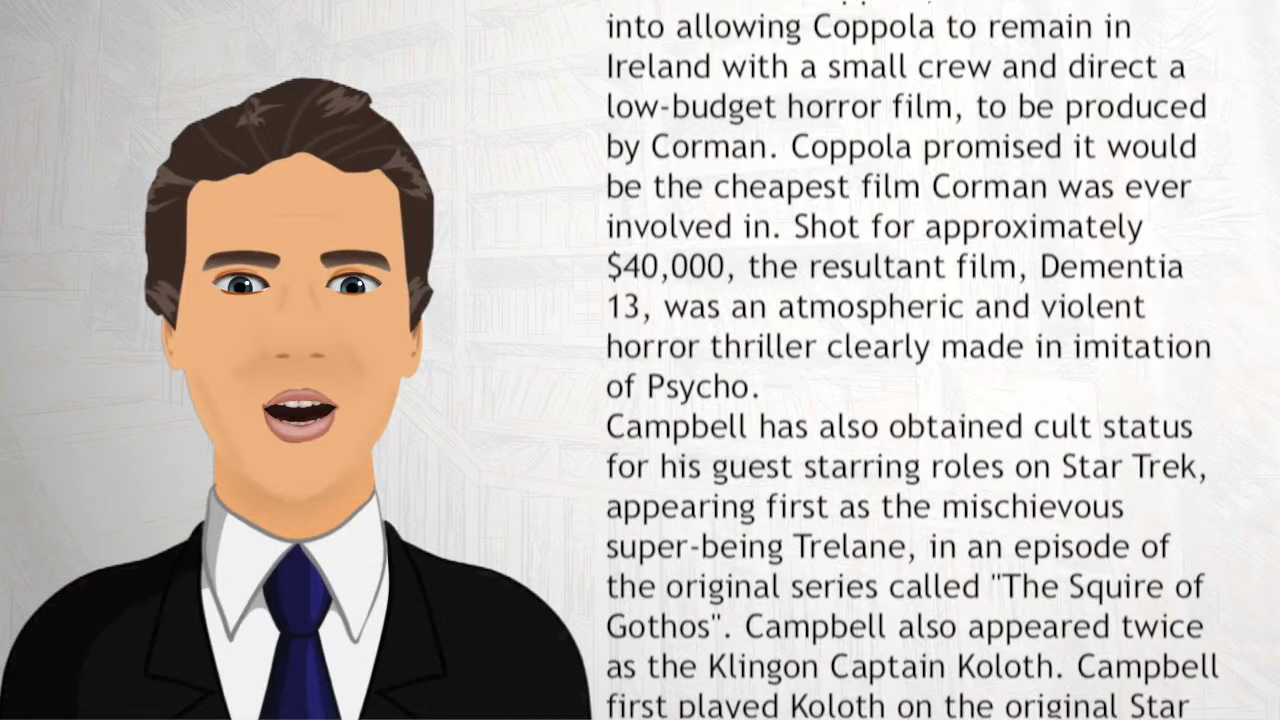 into allowing Coppola to remain in
Ireland with a small crew and direct a
low-budget horror film, to be produced
by Corman. Coppola promised it would
be the cheapest film Corman was ever
involved in. Shot for approximately
$40,000, the resultant film, Dementia
13, was an atmospheric and violent
horror thriller clearly made in imitation
of Psycho.
Campbell has also obtained cult status
for his guest starring roles on Star Trek,
appearing first as the mischievous
super-being Trelane, in an episode of
the original series called "The Squire of
Gothos". Campbell also appeared twice
as the Klingon Captain Koloth. Campbell
first played Koloth on the original Star